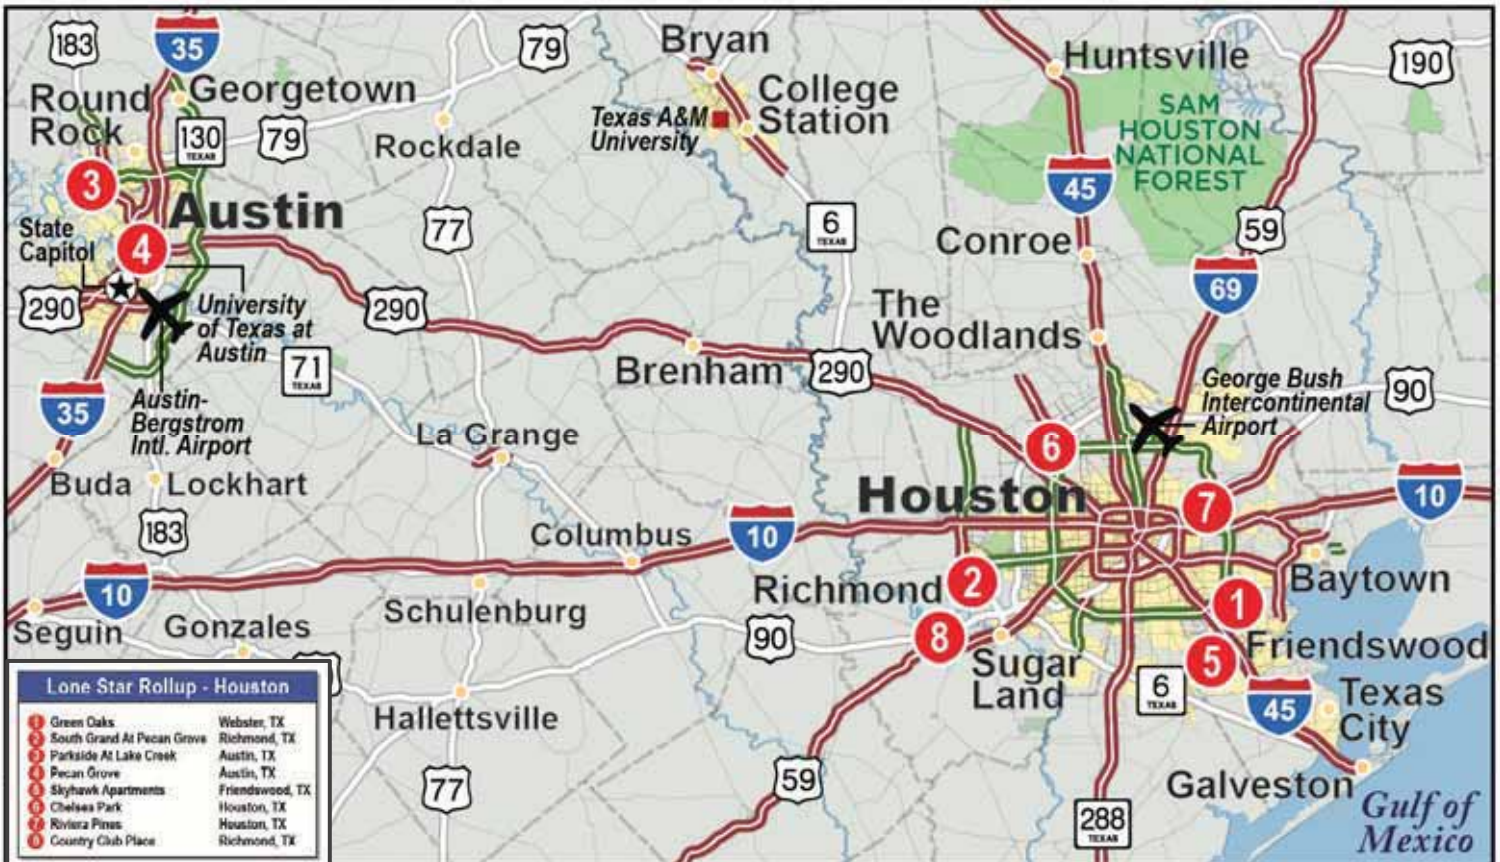 183
35
79
Bryan
Huntsville
190
Georgetown
Round
Rock
130
TEXAS
79
Rockdale
Texas A&M
University
College
Station
SAM
HOUSTON
NATIONAL
FOREST
45
3
Austin
State
Capitol
4
77
6
TEXAS
Conroe
59
69
290
University
of Texas at
Austin
290
The
Woodlands
71
TEXAS
Brenham
290
George Bush
Intercontinental
Airport
90
35
Austin-
Bergstrom
Intl. Airport
La Grange
6
Buda
Lockhart
Houston
7
10
183
Columbus
10
10
Richmond
2
1
Baytown
Seguin
Gonzales
Schulenburg
90
8
Sugar
Land
5
Friendswood
6
TEXAS
45
Texas
City
Hallettsville
77
59
288
TEXAS
Galveston
Gulf of
Mexico
Lone Star Rollup - Houston
1 Green Oaks Webster, TX
2 South Grand At Pecan Grove Richmond, TX
3 Parkside At Lake Creek Austin, TX
4 Pecan Grove Austin, TX
5 Skyhawk Apartments Friendswood, TX
6 Chelsea Park Houston, TX
7 Riviera Pines Houston, TX
8 Country Club Place Richmond, TX